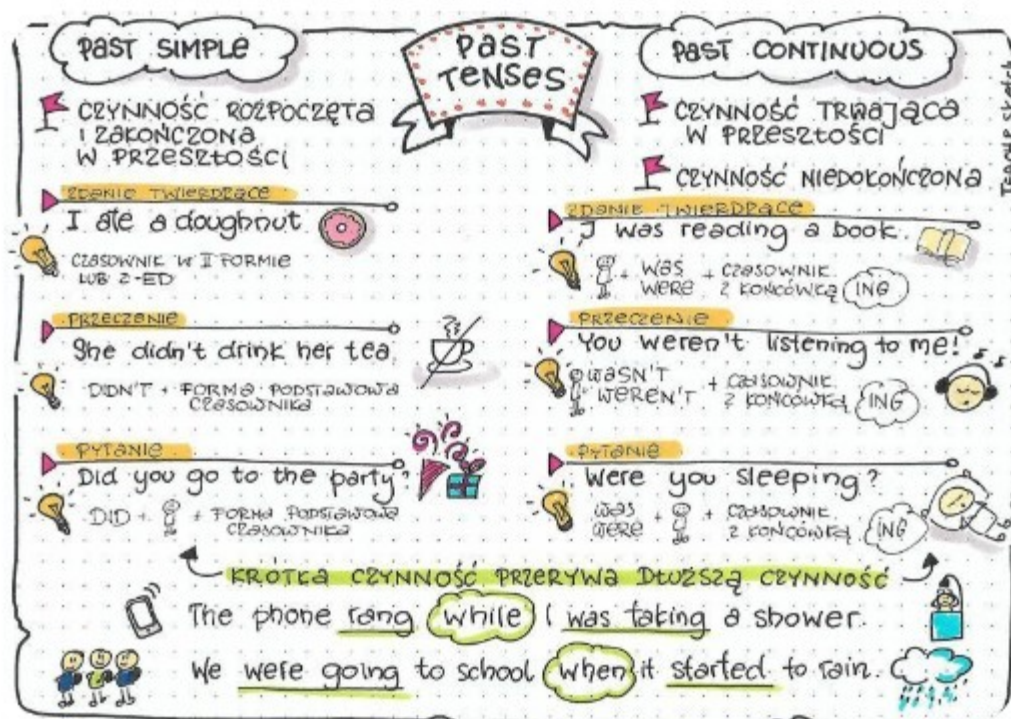 PAST SIMPLE
CZYNNOŚĆ ROZPOCZĘTA
I ZAKOŃCZONA
W PRZESZŁOŚCI
ZDANIE TWIERDZĄCE
I ate a doughnut
CZASOWNIK W II FORMIE
LUB Z -ED
PRZECZENIE
She didn't drink her tea
DIDN'T + FORMA PODSTAWOWA
CZASOWNIKA
PYTANIE
Did you go to the party?
DID + + FORMA PODSTAWOWA
CZASOWNIKA
PAST
TENSES
PAST CONTINUOUS
CZYNNOŚĆ TRWAJĄCA
W PRZESZŁOŚCI
CZYNNOŚĆ NIEDOKOŃCZONA
ZDANIE TWIERDZĄCE
I was reading a book.
+ WAS + CZASOWNIK
WERE Z KOŃCÓWKĄ ING
PRZECZENIE
You weren't listening to me!
WASN'T + CZASOWNIK
WEREN'T Z KOŃCÓWKĄ ING
PYTANIE
Were you sleeping?
WAS + + CZASOWNIK
WERE Z KOŃCÓWKĄ ING
KRÓTKA CZYNNOŚĆ PRZERYWA DŁUŻSZĄ CZYNNOŚĆ
The phone rang while I was taking a shower.
We were going to school when it started to rain.